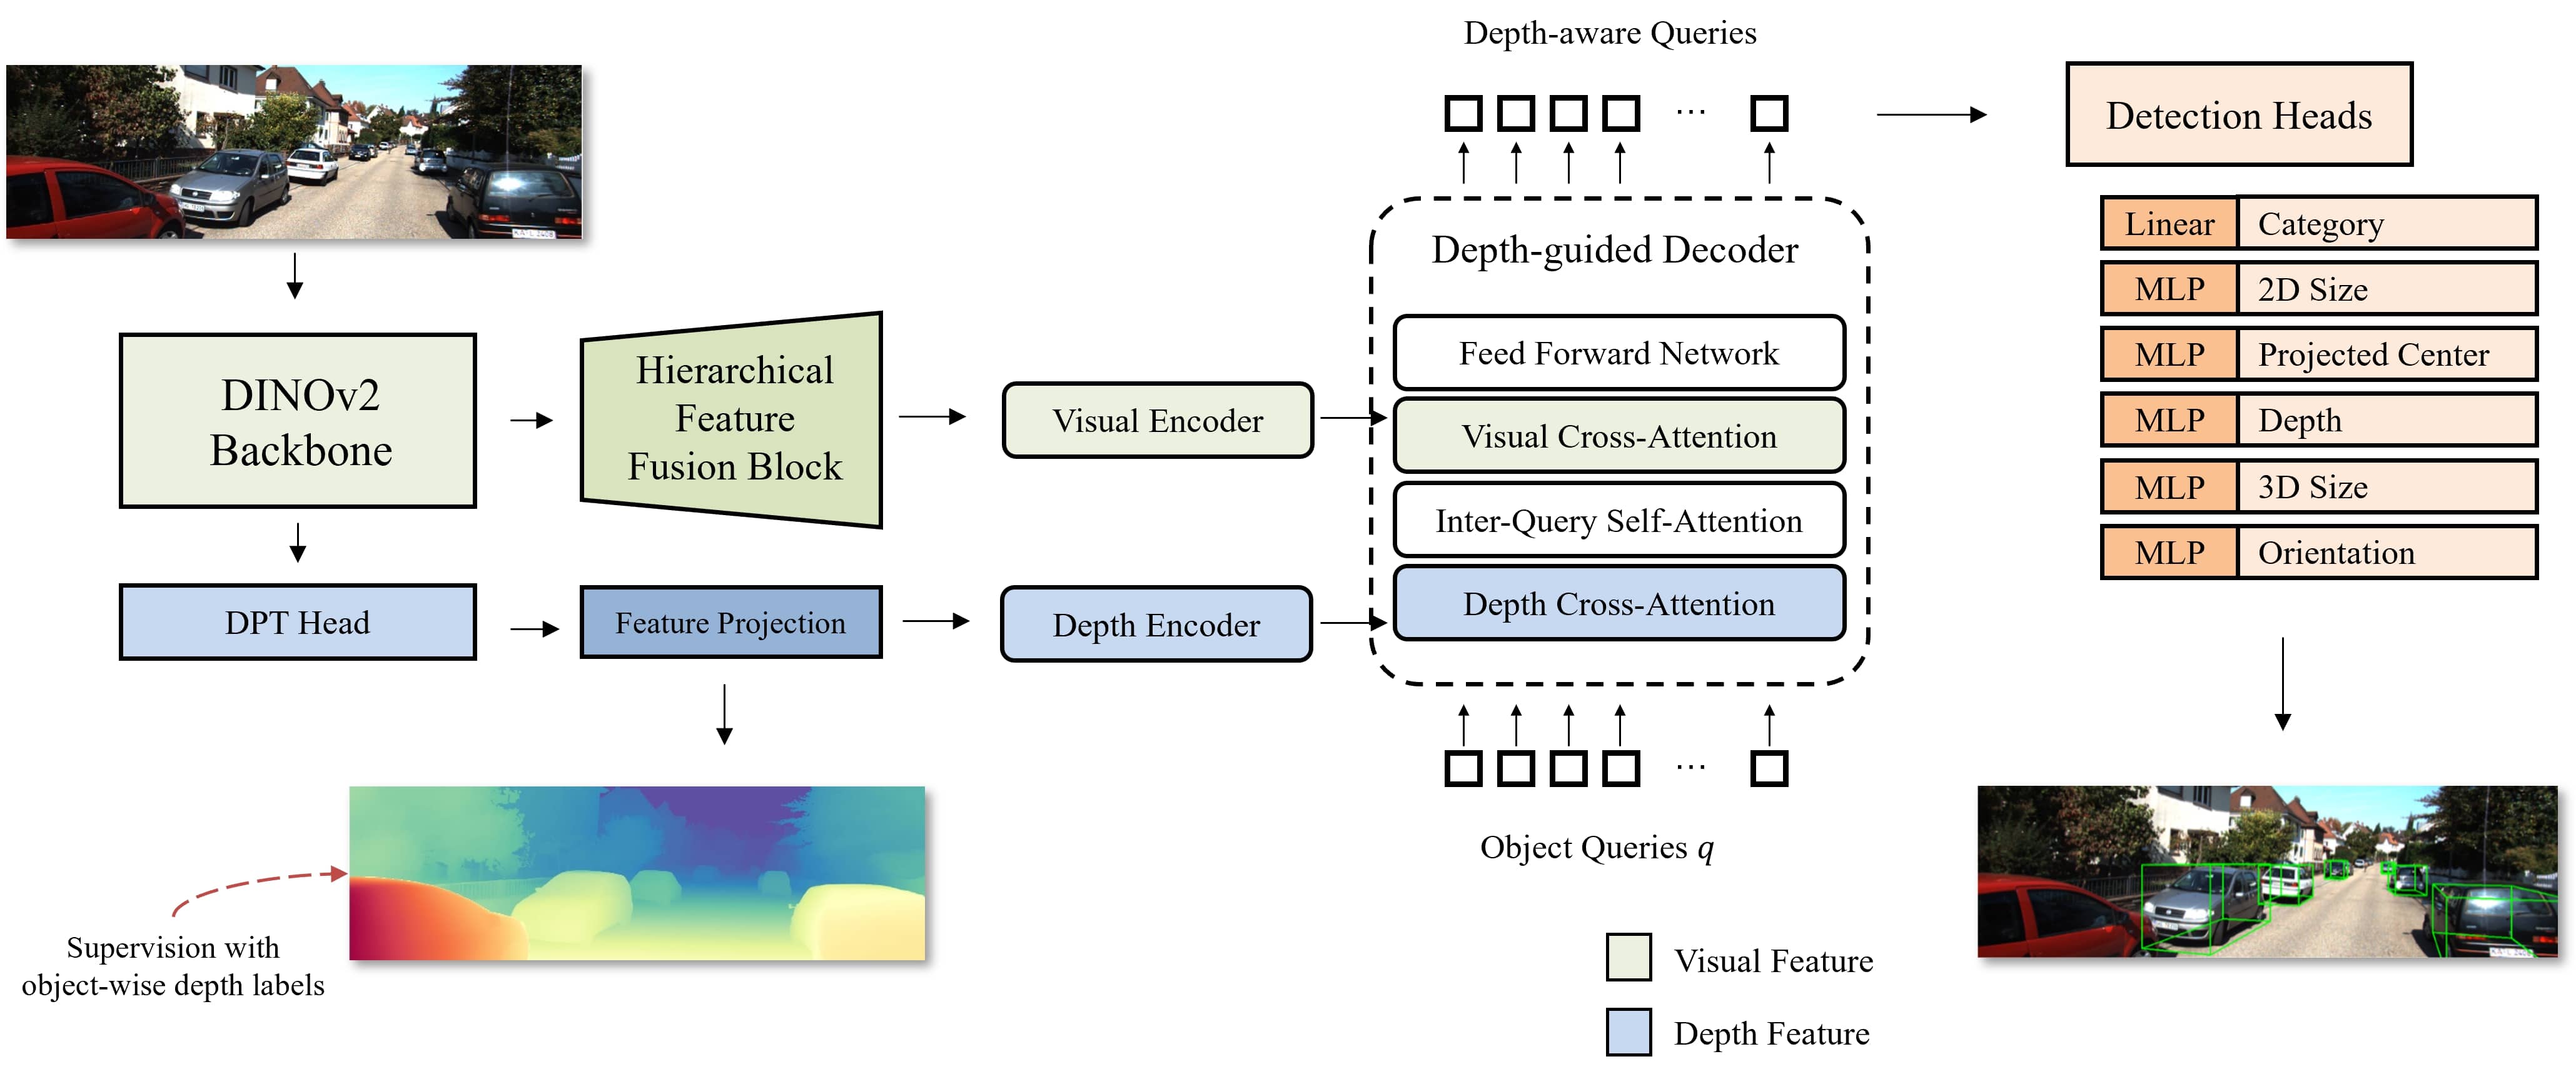 Depth-aware Queries
...
Detection Heads
Linear
Category
MLP
2D Size
MLP
Projected Center
MLP
Depth
MLP
3D Size
MLP
Orientation
Depth-guided Decoder
Feed Forward Network
Visual Cross-Attention
Inter-Query Self-Attention
Depth Cross-Attention
DINOv2
Backbone
Hierarchical
Feature
Fusion Block
Visual Encoder
DPT Head
Feature Projection
Depth Encoder
...
Object Queries q
Supervision with
object-wise depth labels
Visual Feature
Depth Feature